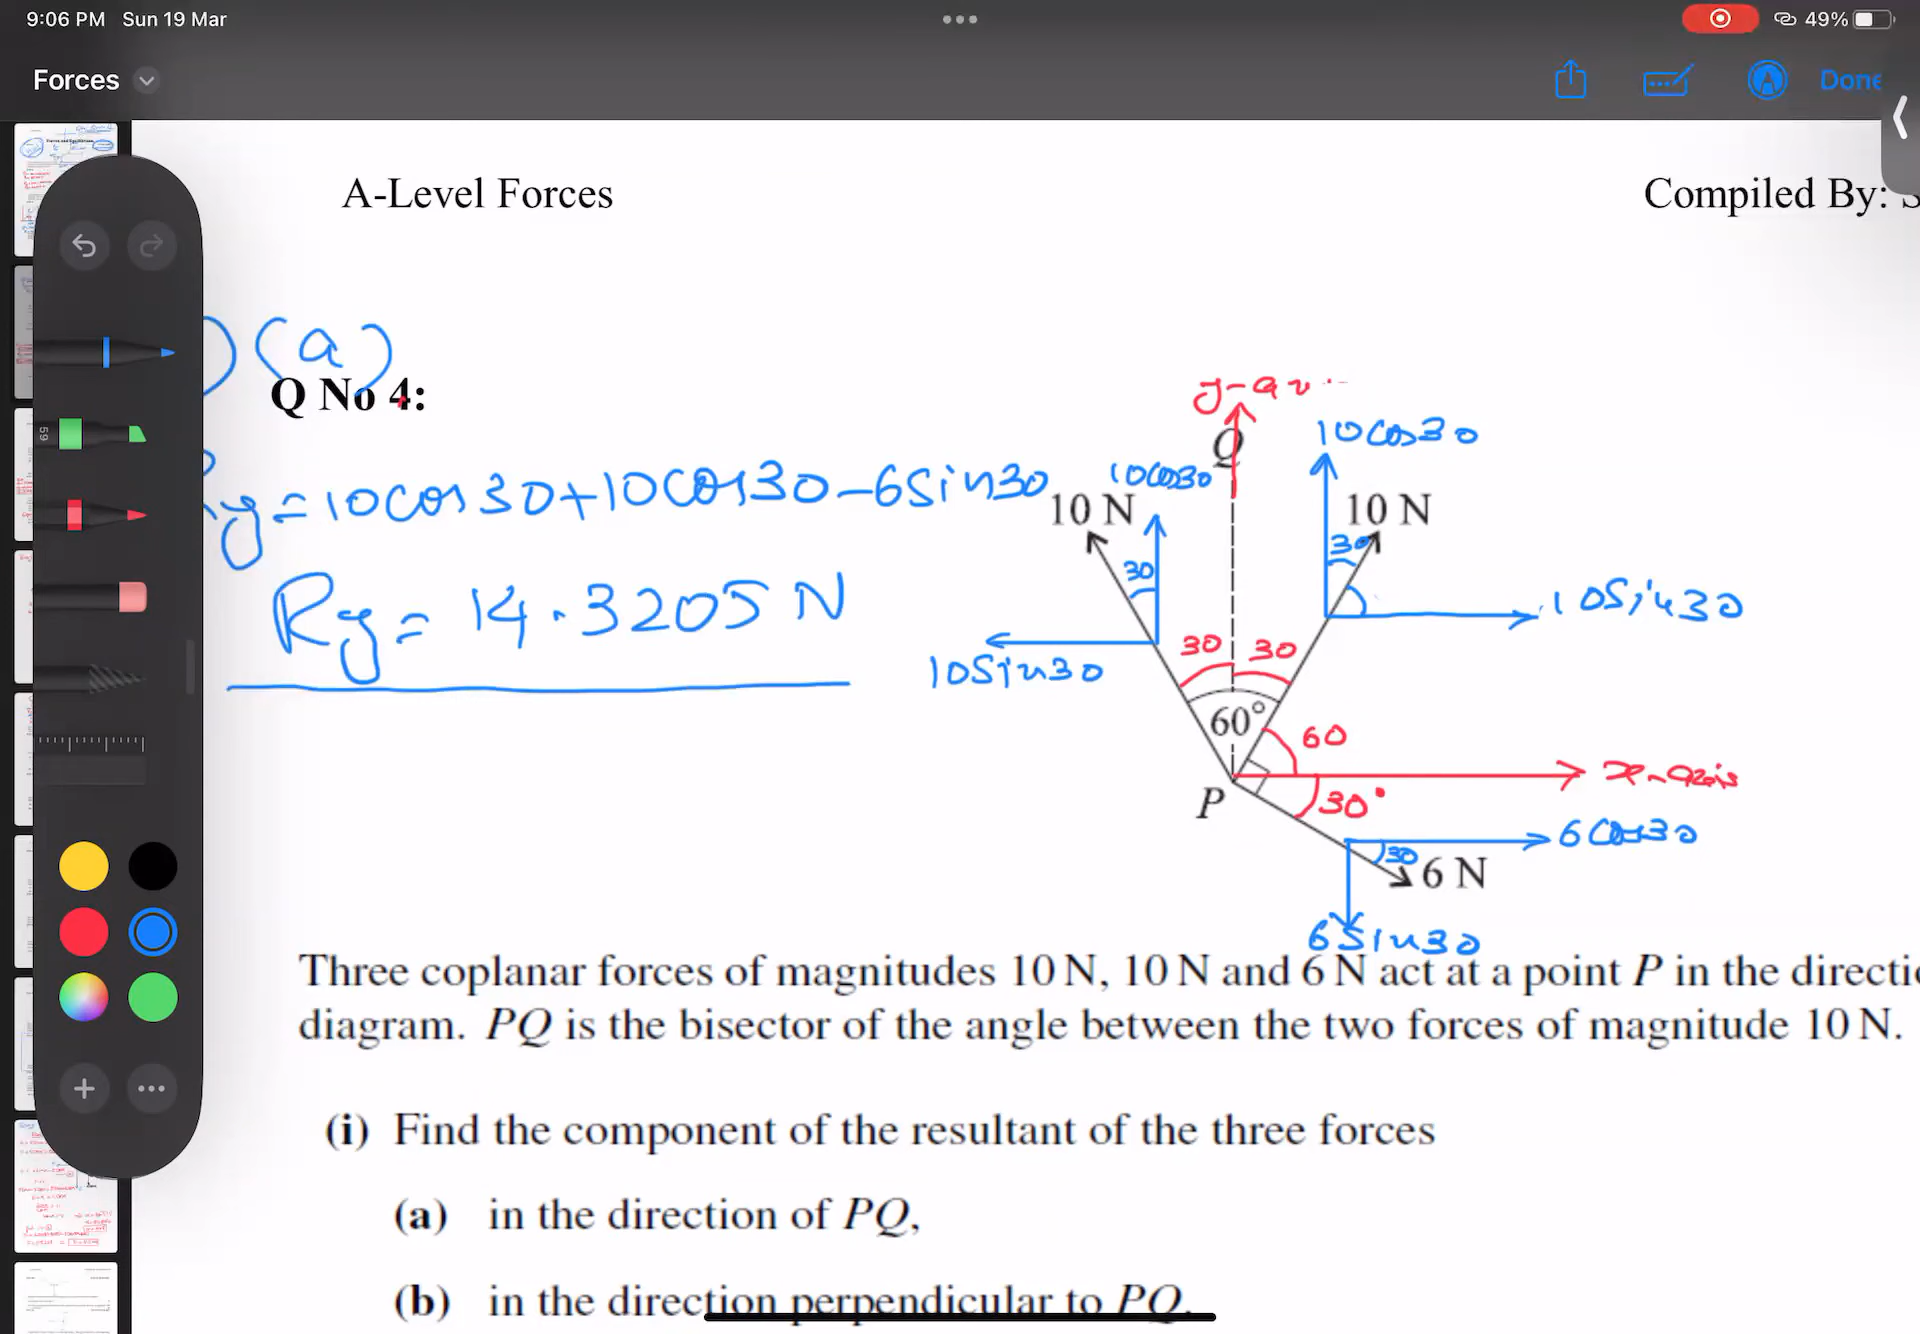 9:06 PM Sun 19 Mar
49%
Forces
Done
A-Level Forces
Compiled By:
(a)
Q No 4:
y=10cos30+10cos30-6sin30
Ry= 14.3205 N
y-
Q
10cos30
10cos30
10 N
10 N
30
30
10sin30
10sin30
30
30
60°
60
x-axis
P
30°
6cos30
30
6 N
6sin30
Three coplanar forces of magnitudes 10 N, 10 N and 6 N act at a point P in the
diagram. PQ is the bisector of the angle between the two forces of magnitude 10 N.
(i) Find the component of the resultant of the three forces
(a) in the direction of PQ,
(b) in the direction perpendicular to PQ.
59